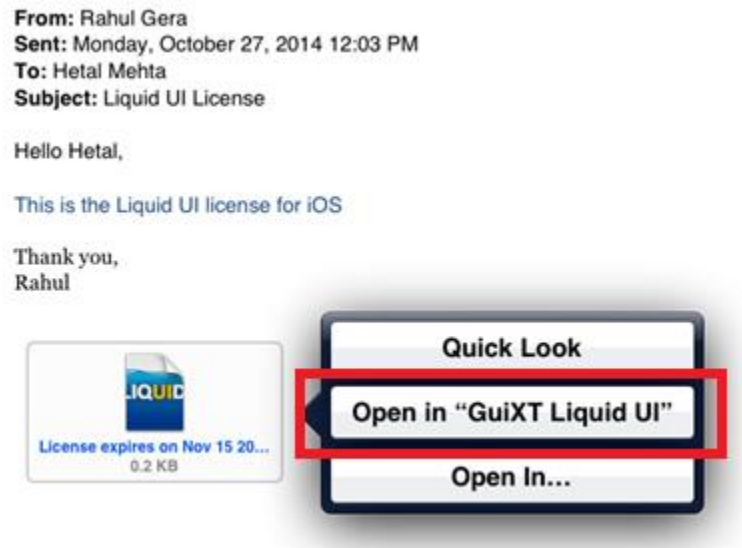 From: Rahul Gera
Sent: Monday, October 27, 2014 12:03 PM
To: Hetal Mehta
Subject: Liquid UI License
Hello Hetal,
This is the Liquid UI license for iOS
Thank you,
Rahul
LIQUID
License expires on Nov 15 20...
0.2 KB
Quick Look
Open in “GuiXT Liquid UI”
Open In...